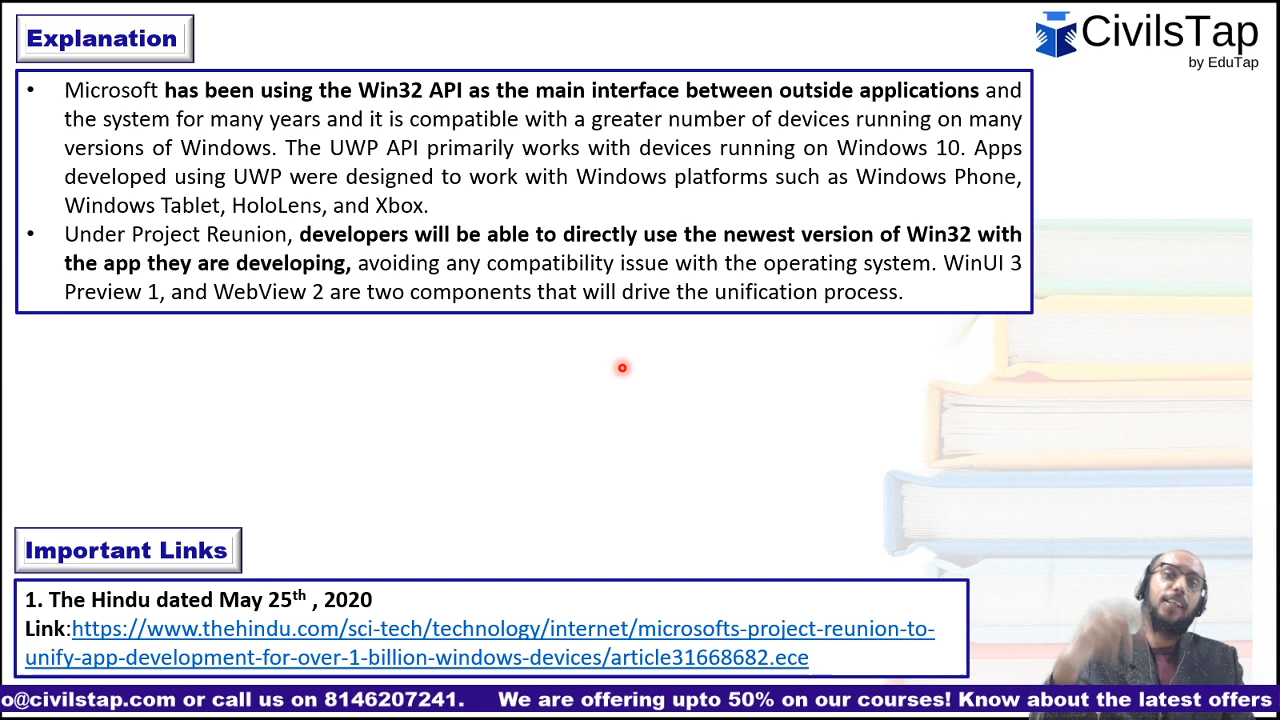 Explanation
CivilsTap
by EduTap
• Microsoft has been using the Win32 API as the main interface between outside applications and
the system for many years and it is compatible with a greater number of devices running on many
versions of Windows. The UWP API primarily works with devices running on Windows 10. Apps
developed using UWP were designed to work with Windows platforms such as Windows Phone,
Windows Tablet, HoloLens, and Xbox.
• Under Project Reunion, developers will be able to directly use the newest version of Win32 with
the app they are developing, avoiding any compatibility issue with the operating system. WinUI 3
Preview 1, and WebView 2 are two components that will drive the unification process.
Important Links
1. The Hindu dated May 25th , 2020
Link:https://www.thehindu.com/sci-tech/technology/internet/microsofts-project-reunion-to-
unify-app-development-for-over-1-billion-windows-devices/article31668682.ece
o@civilstap.com or call us on 8146207241. We are offering upto 50% on our courses! Know about the latest offers